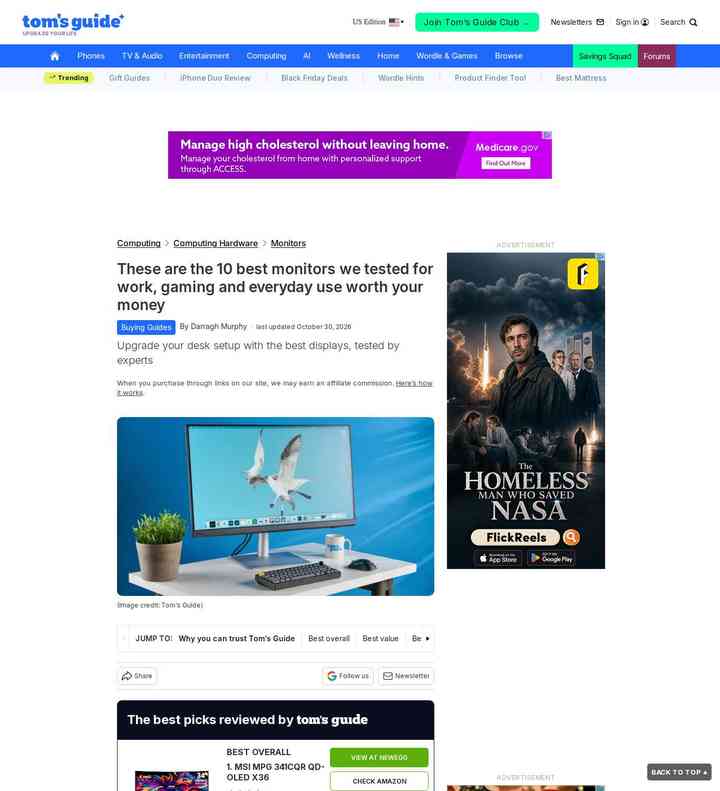 tom's guide
UPGRADE YOUR LIFE
US Edition
Join Tom's Guide Club →
Newsletters
Sign in
Search
Phones
TV & Audio
Entertainment
Computing
AI
Wellness
Home
Wordle & Games
Browse
Savings Squad
Forums
Trending
Gift Guides
iPhone Duo Review
Black Friday Deals
Wordle Hints
Product Finder Tool
Best Mattress
Manage high cholesterol without leaving home.
Manage your cholesterol from home with personalized support
through ACCESS.
Medicare.gov
Find Out More
Computing > Computing Hardware > Monitors
These are the 10 best monitors we tested for
work, gaming and everyday use worth your
money
Buying Guides
By Darragh Murphy
last updated October 30, 2026
Upgrade your desk setup with the best displays, tested by
experts
When you purchase through links on our site, we may earn an affiliate commission. Here's how
it works.
(Image credit: Tom's Guide)
JUMP TO:
Why you can trust Tom's Guide
Best overall
Best value
Be
Share
Follow us
Newsletter
The best picks reviewed by tom's guide
BEST OVERALL
1. MSI MPG 341CQR QD-
OLED X36
VIEW AT NEWEGG
CHECK AMAZON
34"
ADVERTISEMENT
The
HOMELESS
MAN WHO SAVED
NASA
FlickReels
App Store
GET IT ON
Google Play
ADVERTISEMENT
BACK TO TOP